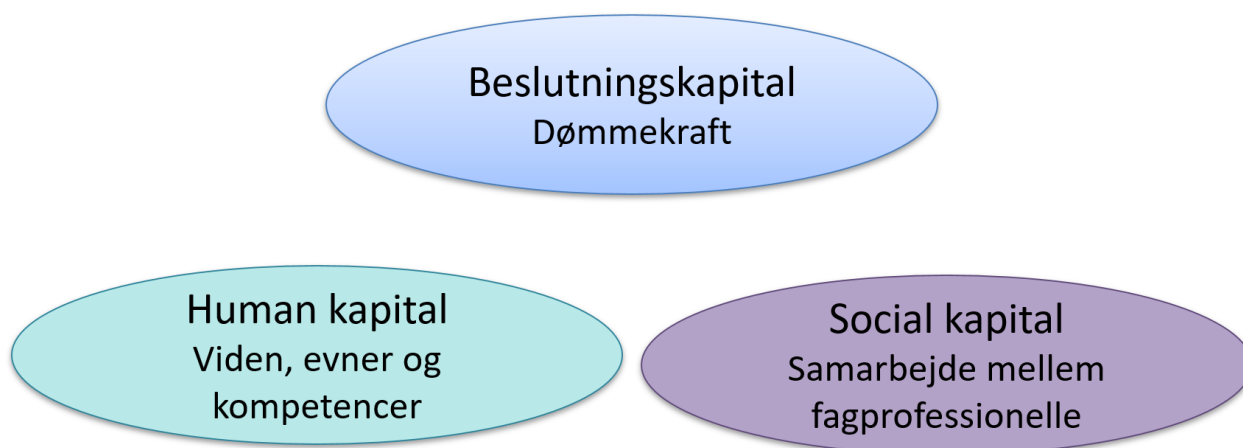 Beslutningskapital
Dømmekraft
Human kapital
Viden, evner og
kompetencer
Social kapital
Samarbejde mellem
fagprofessionelle